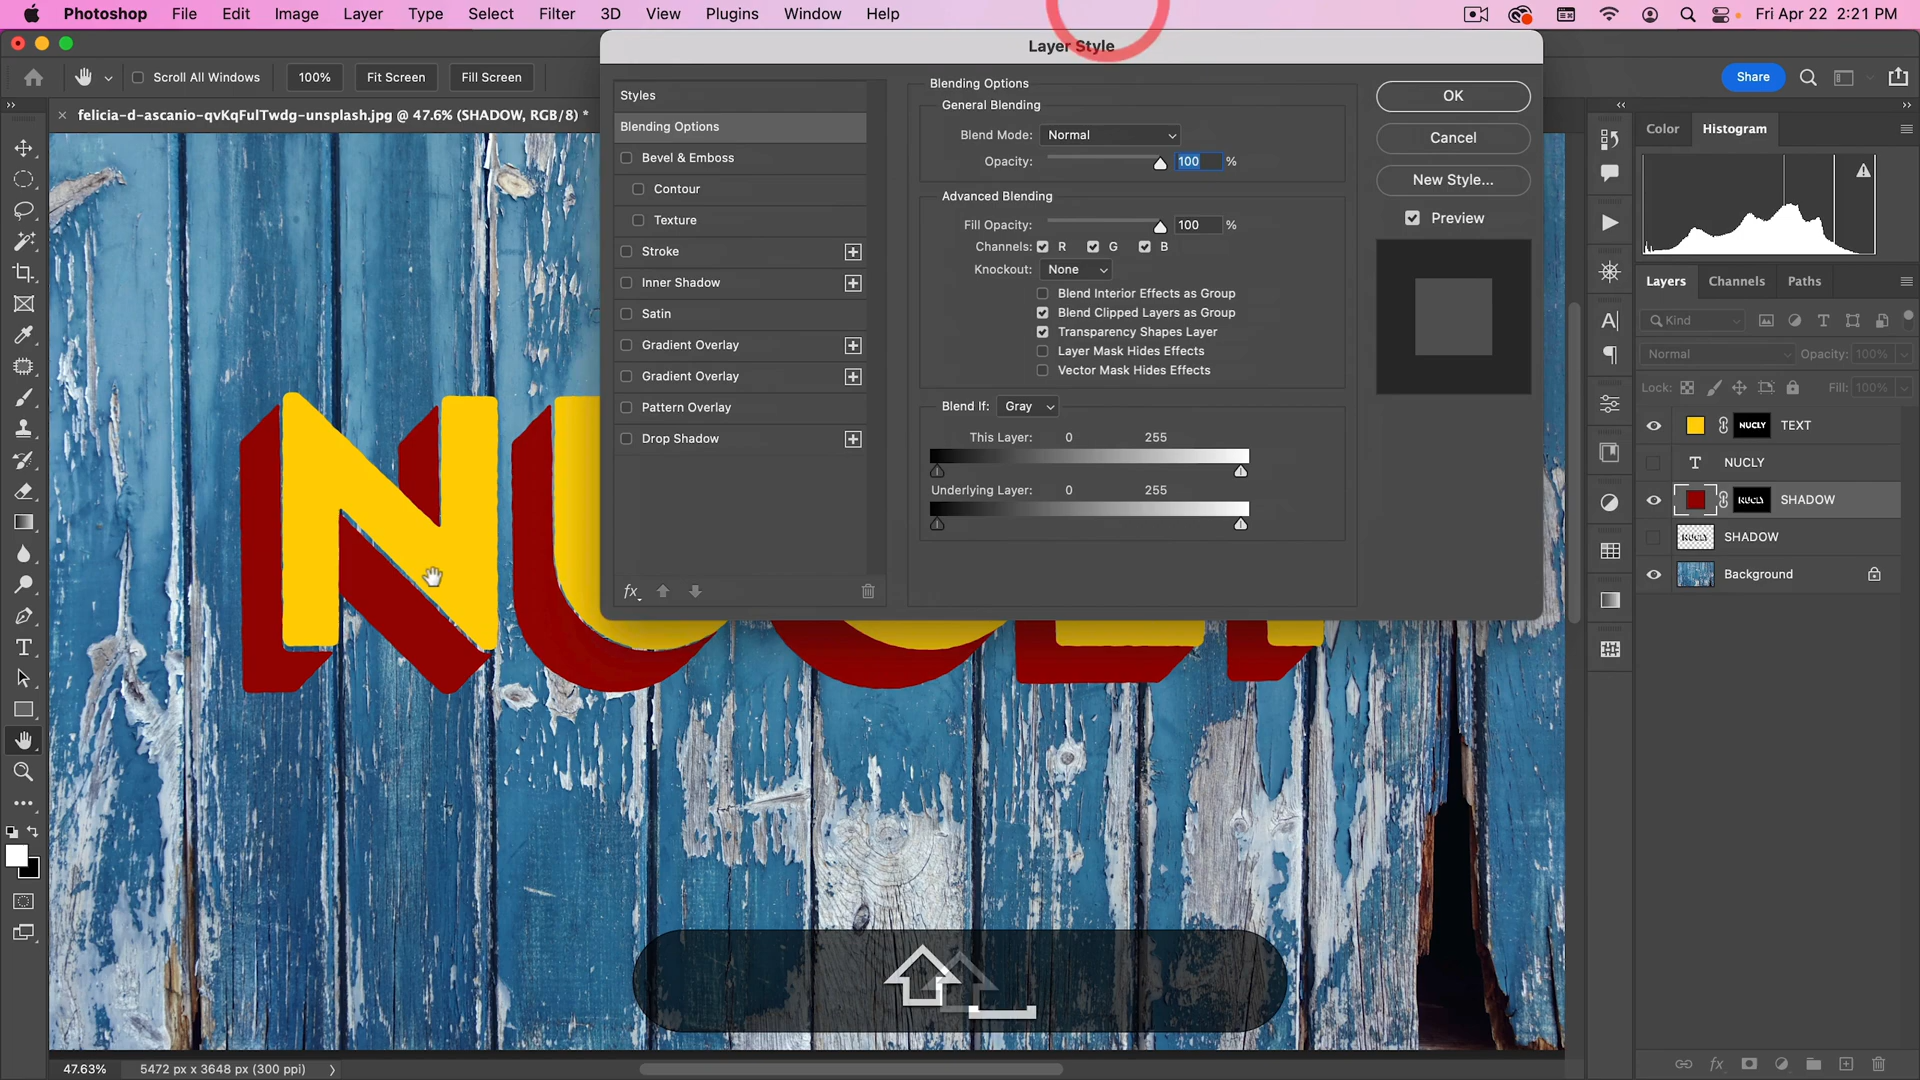 Photoshop File Edit Image Layer Type Select Filter 3D View Plugins Window Help Fri Apr 22 2:21 PM
Layer Style
Scroll All Windows 100% Fit Screen Fill Screen Share
felicia-d-ascanio-qvKqFulTwdg-unsplash.jpg @ 47.6% (SHADOW, RGB/8) *
Styles
Blending Options
Bevel & Emboss
Contour
Texture
Stroke
Inner Shadow
Satin
Gradient Overlay
Gradient Overlay
Pattern Overlay
Drop Shadow
fx
Blending Options
General Blending
Blend Mode: Normal
Opacity: 100 %
Advanced Blending
Fill Opacity: 100 %
Channels: R G B
Knockout: None
Blend Interior Effects as Group
Blend Clipped Layers as Group
Transparency Shapes Layer
Layer Mask Hides Effects
Vector Mask Hides Effects
Blend If: Gray
This Layer: 0 255
Underlying Layer: 0 255
OK
Cancel
New Style...
Preview
Color Histogram
Layers Channels Paths
Kind
Normal Opacity: 100%
Lock: Fill: 100%
NUCLY TEXT
T NUCLY
NUCLY SHADOW
NUCLY SHADOW
Background
fx
47.63% 5472 px x 3648 px (300 ppi)